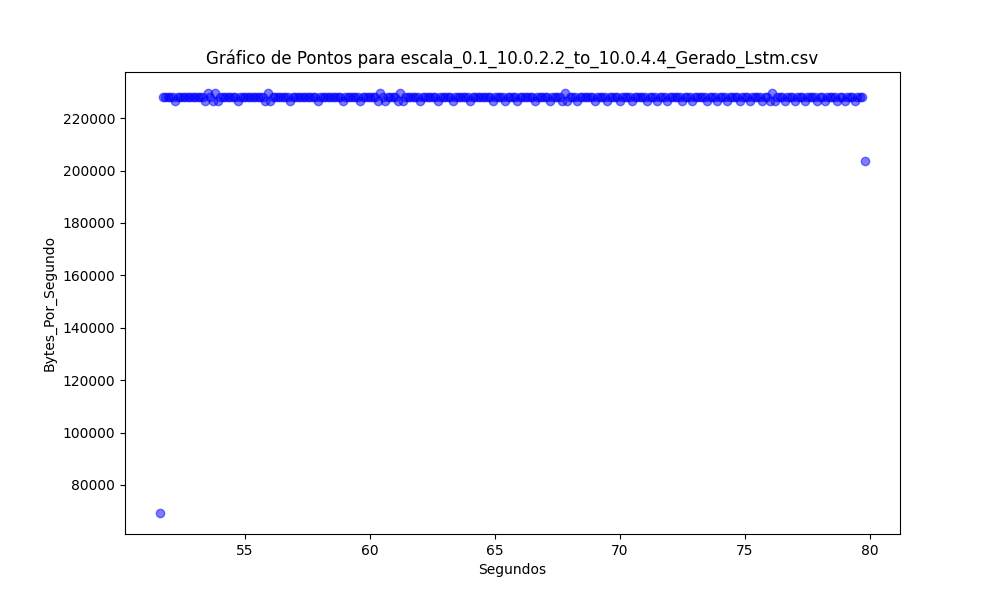 Gráfico de Pontos para escala_0.1_10.0.2.2_to_10.0.4.4_Gerado_Lstm.csv
Bytes_Por_Segundo
220000
200000
180000
160000
140000
120000
100000
80000
55 60 65 70 75 80
Segundos